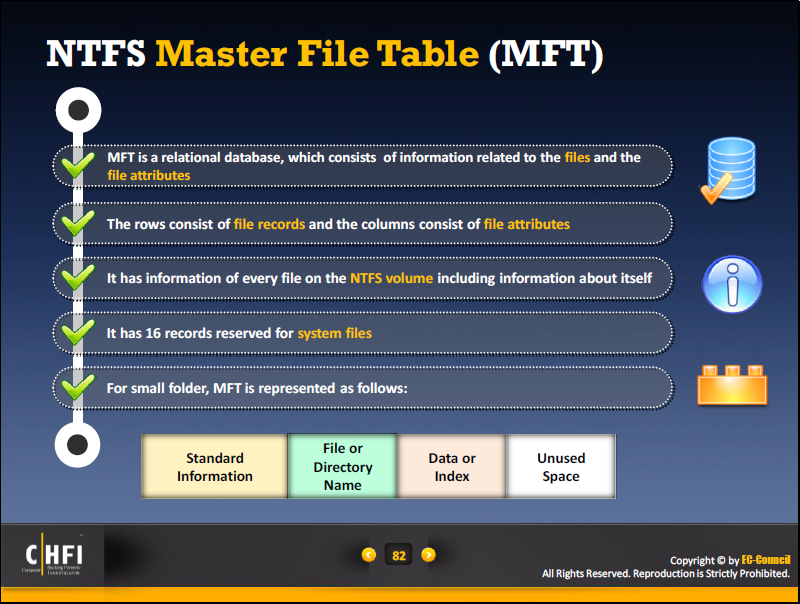 NTFS Master File Table (MFT)
MFT is a relational database, which consists of information related to the files and the
file attributes
The rows consist of file records and the columns consist of file attributes
It has information of every file on the NTFS volume including information about itself
It has 16 records reserved for system files
For small folder, MFT is represented as follows:
Standard
Information
File or
Directory
Name
Data or
Index
Unused
Space
CHFI
Computer Hacking Forensic
INVESTIGATOR
82
Copyright © by EC-Council
All Rights Reserved. Reproduction is Strictly Prohibited.